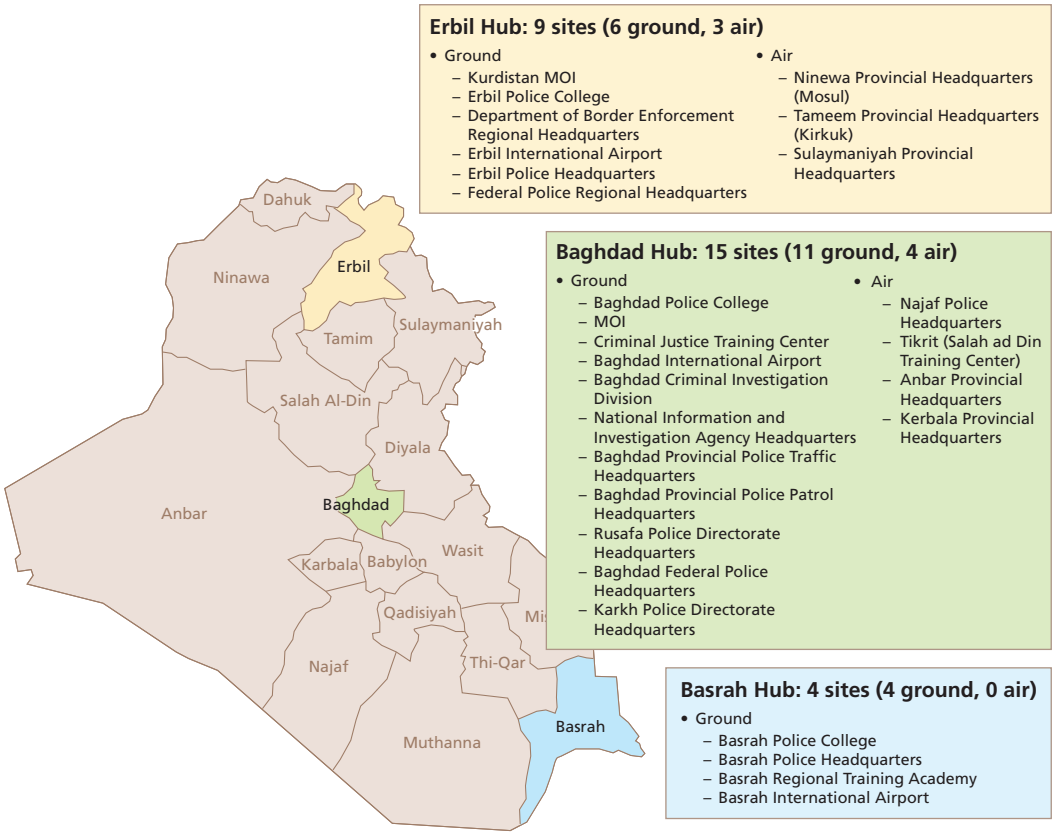 Erbil Hub: 9 sites (6 ground, 3 air)
• Ground
– Kurdistan MOI
– Erbil Police College
– Department of Border Enforcement
Regional Headquarters
– Erbil International Airport
– Erbil Police Headquarters
– Federal Police Regional Headquarters
• Air
– Ninewa Provincial Headquarters
(Mosul)
– Tameem Provincial Headquarters
(Kirkuk)
– Sulaymaniyah Provincial
Headquarters
Baghdad Hub: 15 sites (11 ground, 4 air)
• Ground
– Baghdad Police College
– MOI
– Criminal Justice Training Center
– Baghdad International Airport
– Baghdad Criminal Investigation
Division
– National Information and
Investigation Agency Headquarters
– Baghdad Provincial Police Traffic
Headquarters
– Baghdad Provincial Police Patrol
Headquarters
– Rusafa Police Directorate
Headquarters
– Baghdad Federal Police
Headquarters
– Karkh Police Directorate
Headquarters
• Air
– Najaf Police
Headquarters
– Tikrit (Salah ad Din
Training Center)
– Anbar Provincial
Headquarters
– Kerbala Provincial
Headquarters
Basrah Hub: 4 sites (4 ground, 0 air)
• Ground
– Basrah Police College
– Basrah Police Headquarters
– Basrah Regional Training Academy
– Basrah International Airport
Dahuk
Ninawa
Erbil
Tamim
Sulaymaniyah
Salah Al-Din
Diyala
Baghdad
Anbar
Karbala
Babylon
Wasit
Qadisiyah
Najaf
Thi-Qar
Muthanna
Basrah